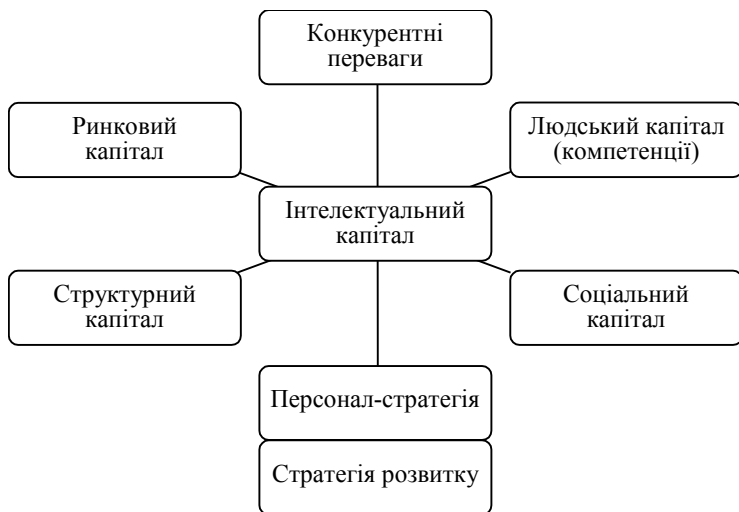 Конкурентні
переваги
Ринковий
капітал
Людський капітал
(компетенції)
Інтелектуальний
капітал
Структурний
капітал
Соціальний
капітал
Персонал-стратегія
Стратегія розвитку